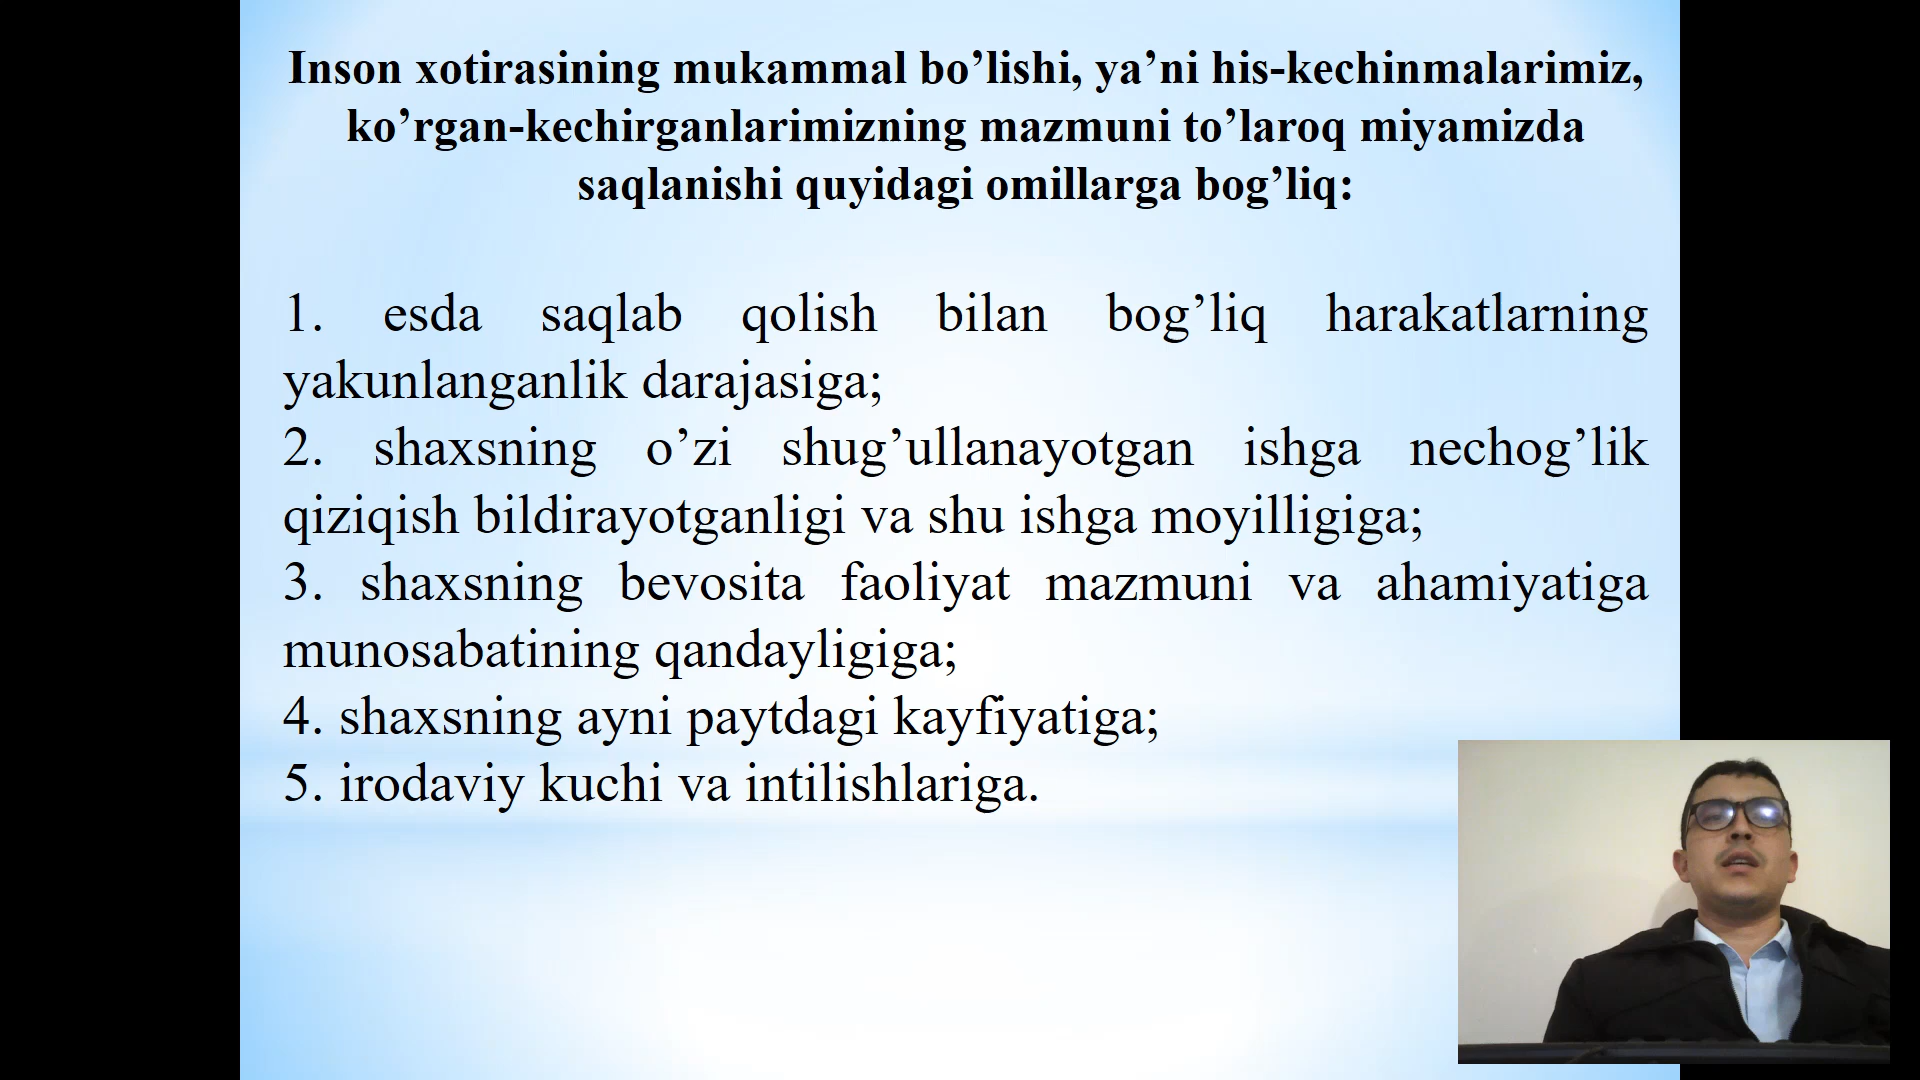 Inson xotirasining mukammal bo’lishi, ya’ni his-kechinmalarimiz,
ko’rgan-kechirganlarimizning mazmuni to’laroq miyamizda
saqlanishi quyidagi omillarga bog’liq:
1. esda saqlab qolish bilan bog’liq harakatlarning
yakunlanganlik darajasiga;
2. shaxsning o’zi shug’ullanayotgan ishga nechog’lik
qiziqish bildirayotganligi va shu ishga moyilligiga;
3. shaxsning bevosita faoliyat mazmuni va ahamiyatiga
munosabatining qandayligiga;
4. shaxsning ayni paytdagi kayfiyatiga;
5. irodaviy kuchi va intilishlariga.